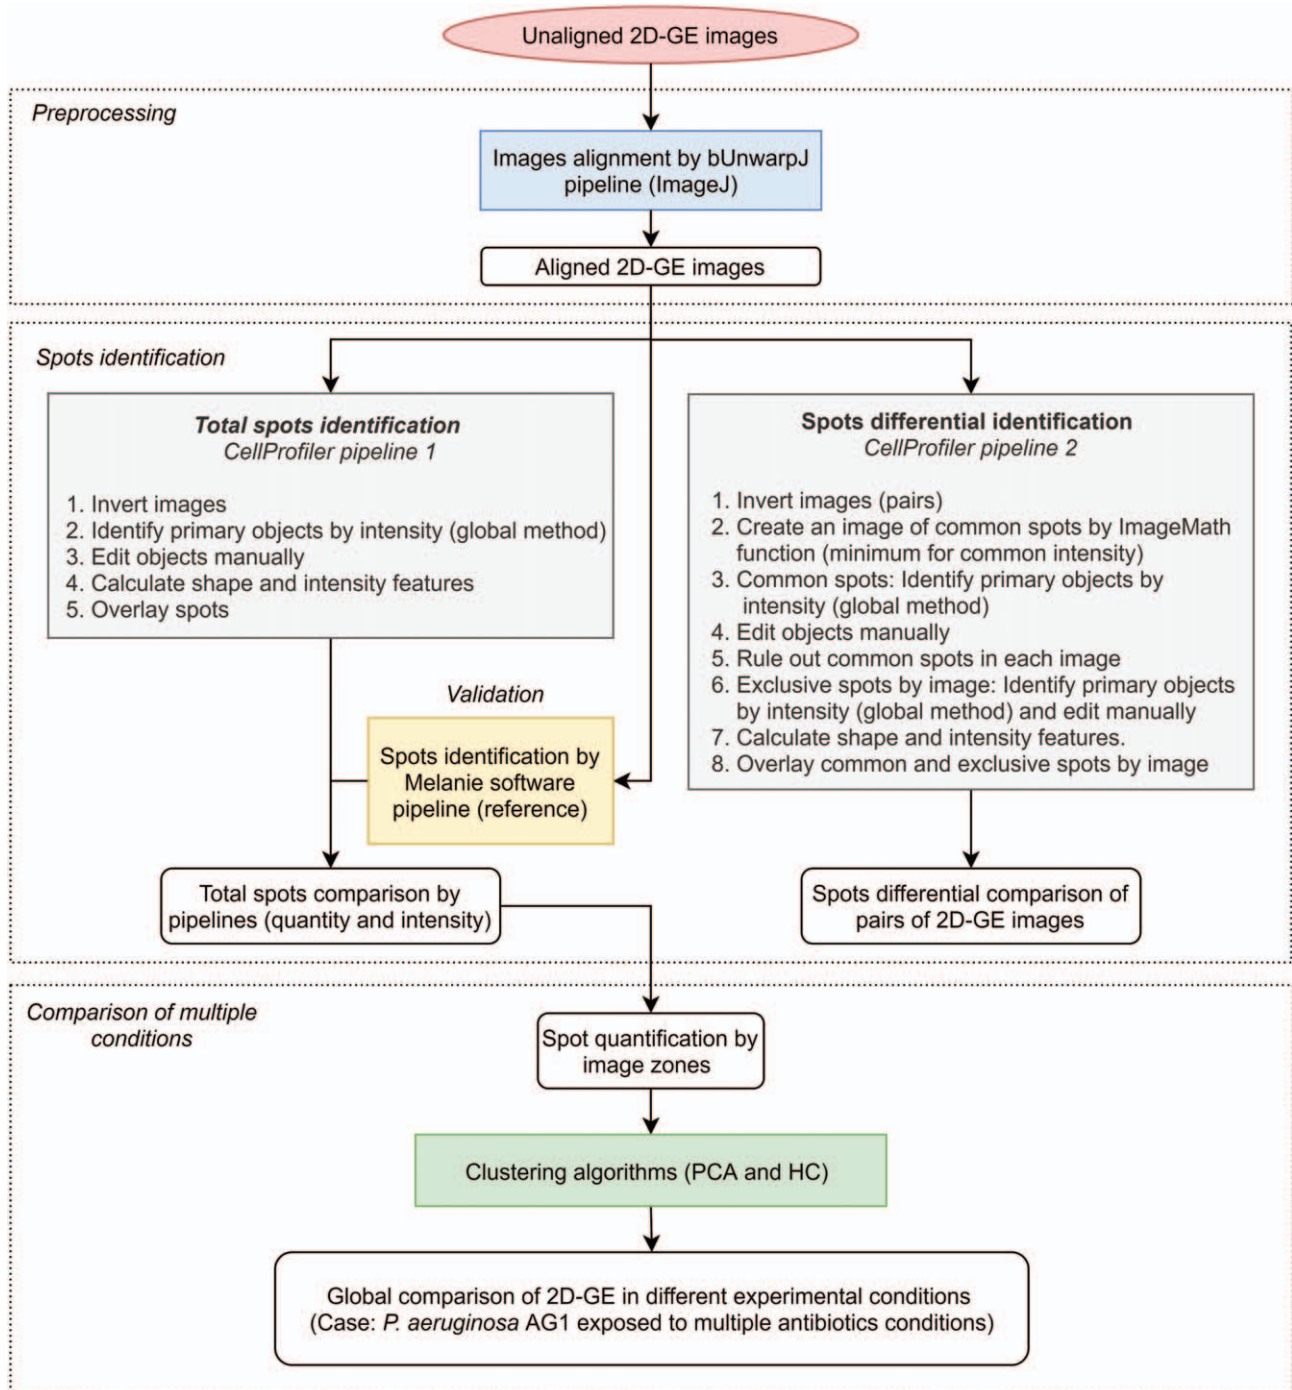 Unaligned 2D-GE images
Preprocessing
Images alignment by bUnwarpJ
pipeline (ImageJ)
Aligned 2D-GE images
Spots identification
Total spots identification
CellProfiler pipeline 1
1. Invert images
2. Identify primary objects by intensity (global method)
3. Edit objects manually
4. Calculate shape and intensity features
5. Overlay spots
Spots differential identification
CellProfiler pipeline 2
1. Invert images (pairs)
2. Create an image of common spots by ImageMath
function (minimum for common intensity)
3. Common spots: Identify primary objects by
intensity (global method)
4. Edit objects manually
5. Rule out common spots in each image
6. Exclusive spots by image: Identify primary objects
by intensity (global method) and edit manually
7. Calculate shape and intensity features.
8. Overlay common and exclusive spots by image
Validation
Spots identification by
Melanie software
pipeline (reference)
Total spots comparison by
pipelines (quantity and intensity)
Spots differential comparison of
pairs of 2D-GE images
Comparison of multiple
conditions
Spot quantification by
image zones
Clustering algorithms (PCA and HC)
Global comparison of 2D-GE in different experimental conditions
(Case: P. aeruginosa AG1 exposed to multiple antibiotics conditions)